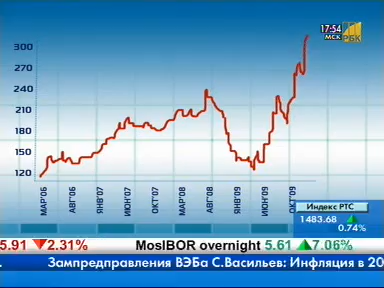 17:54
МСК РБК
300
270
240
210
180
150
120
МАР'06
ОКТ'06
ЯНВ'07
ИЮН'07
ОКТ'07
МАР'08
АВГ'08
ЯНВ'09
ИЮН'09
ОКТ'09
Индекс РТС
1483.68
0.74%
5.91 2.31% MosIBOR overnight 5.61 7.06%
Зампредправления ВЭБа С.Васильев: Инфляция в 20